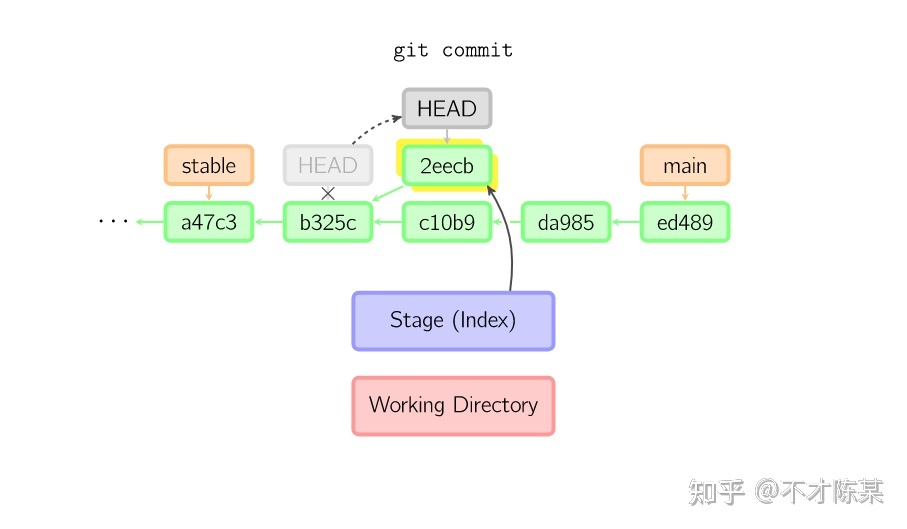 git commit
HEAD
stable
HEAD
2eecb
main
...
a47c3
b325c
c10b9
da985
ed489
Stage (Index)
Working Directory
知乎 @不才陈某